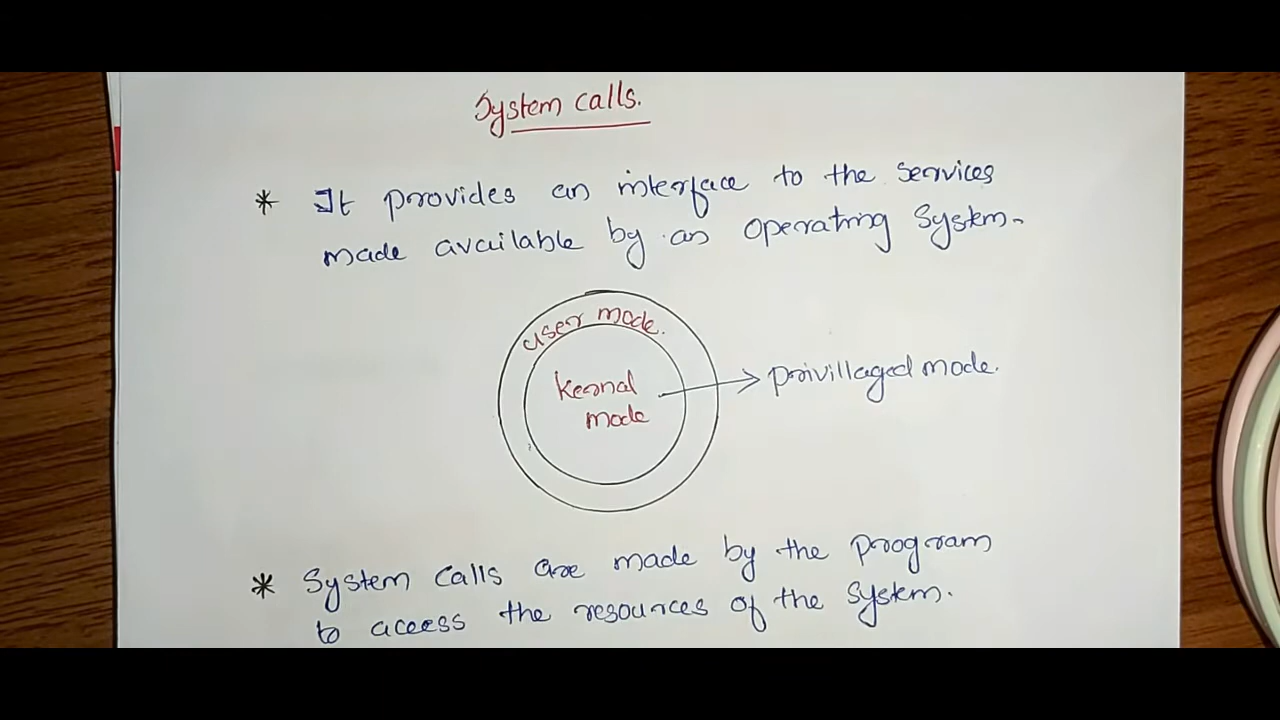 System calls.
* It provides an interface to the services
made available by an operating System.
user mode.
kernal
mode
privillaged mode.
* System calls are made by the program
to aceess the resources of the system.